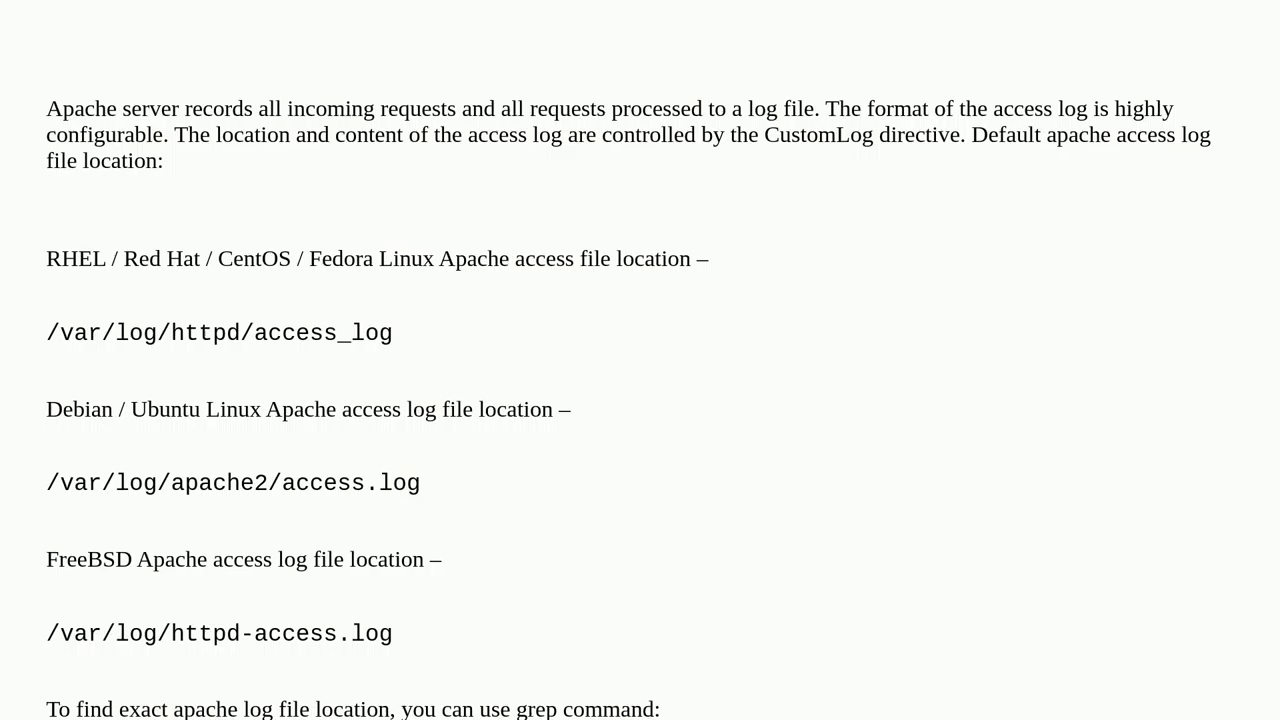 Apache server records all incoming requests and all requests processed to a log file. The format of the access log is highly
configurable. The location and content of the access log are controlled by the CustomLog directive. Default apache access log
file location:
RHEL / Red Hat / CentOS / Fedora Linux Apache access file location –
/var/log/httpd/access_log
Debian / Ubuntu Linux Apache access log file location –
/var/log/apache2/access.log
FreeBSD Apache access log file location –
/var/log/httpd-access.log
To find exact apache log file location, you can use grep command: